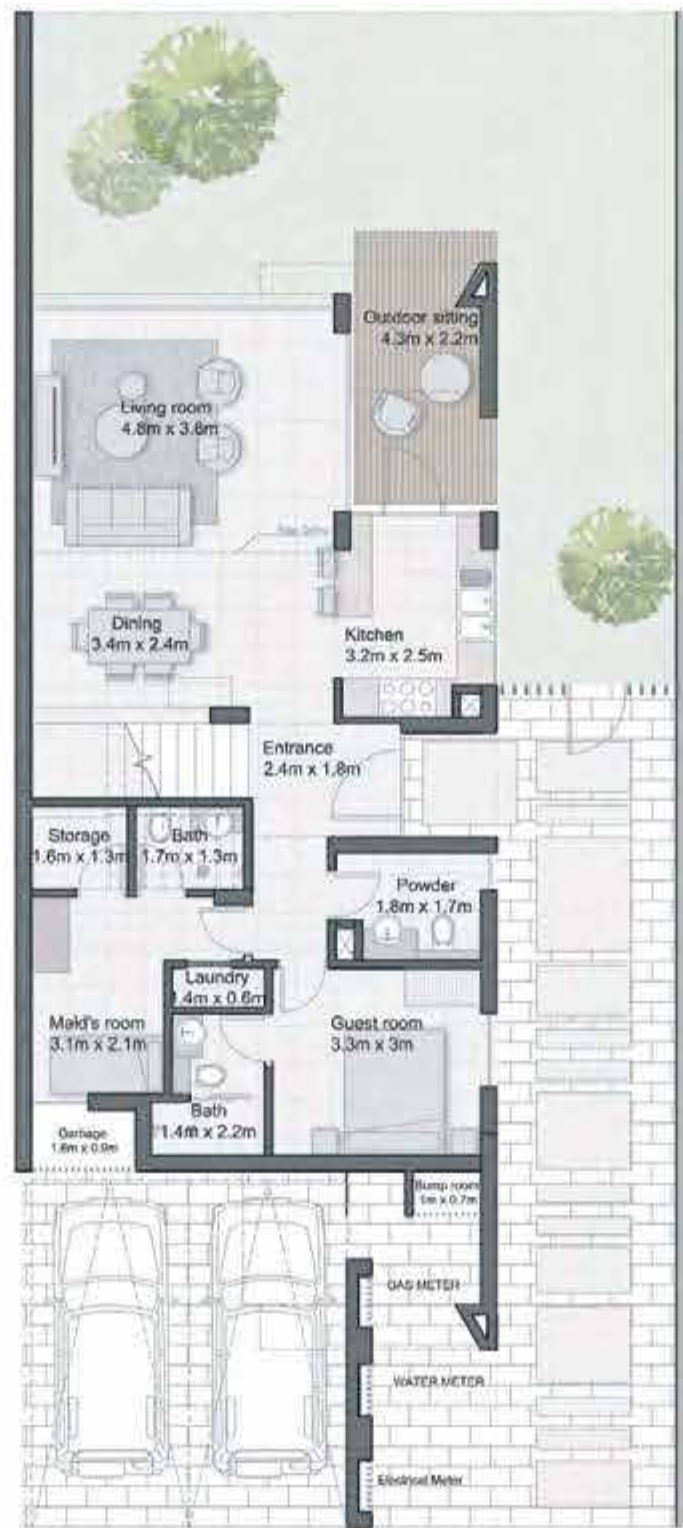 Outdoor sitting
4.3m x 2.2m
Living room
4.8m x 3.6m
Dining
3.4m x 2.4m
Kitchen
3.2m x 2.5m
Entrance
2.4m x 1.8m
Storage
1.6m x 1.3m
Bath
1.7m x 1.3m
Powder
1.8m x 1.7m
Laundry
1.4m x 0.6m
Maid's room
3.1m x 2.1m
Guest room
3.3m x 3m
Bath
1.4m x 2.2m
Garbage
1.6m x 0.9m
Bump room
1m x 0.7m
GAS METER
WATER METER
Electrical Meter